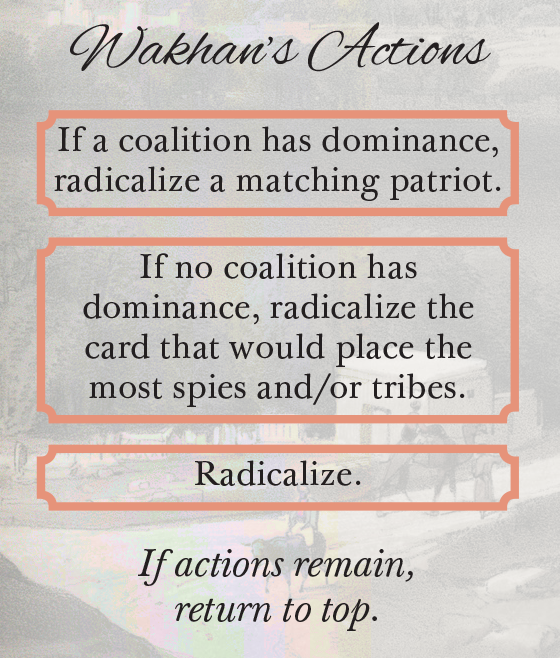 Wakhan's Actions
If a coalition has dominance,
radicalize a matching patriot.
If no coalition has
dominance, radicalize the
card that would place the
most spies and/or tribes.
Radicalize.
If actions remain,
return to top.